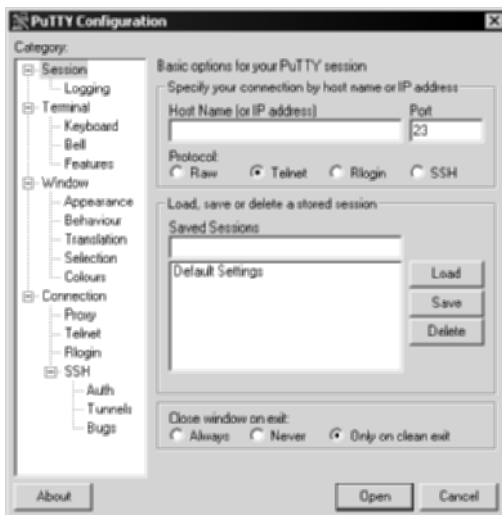 PuTTY Configuration
Category:
Session
Logging
Terminal
Keyboard
Bell
Features
Window
Appearance
Behaviour
Translation
Selection
Colours
Connection
Proxy
Telnet
Rlogin
SSH
Auth
Tunnels
Bugs
Basic options for your PuTTY session
Specify your connection by host name or IP address
Host Name (or IP address) Port
23
Protocol:
Raw Telnet Rlogin SSH
Load, save or delete a stored session
Saved Sessions
Default Settings
Load
Save
Delete
Close window on exit:
Always Never Only on clean exit
About Open Cancel